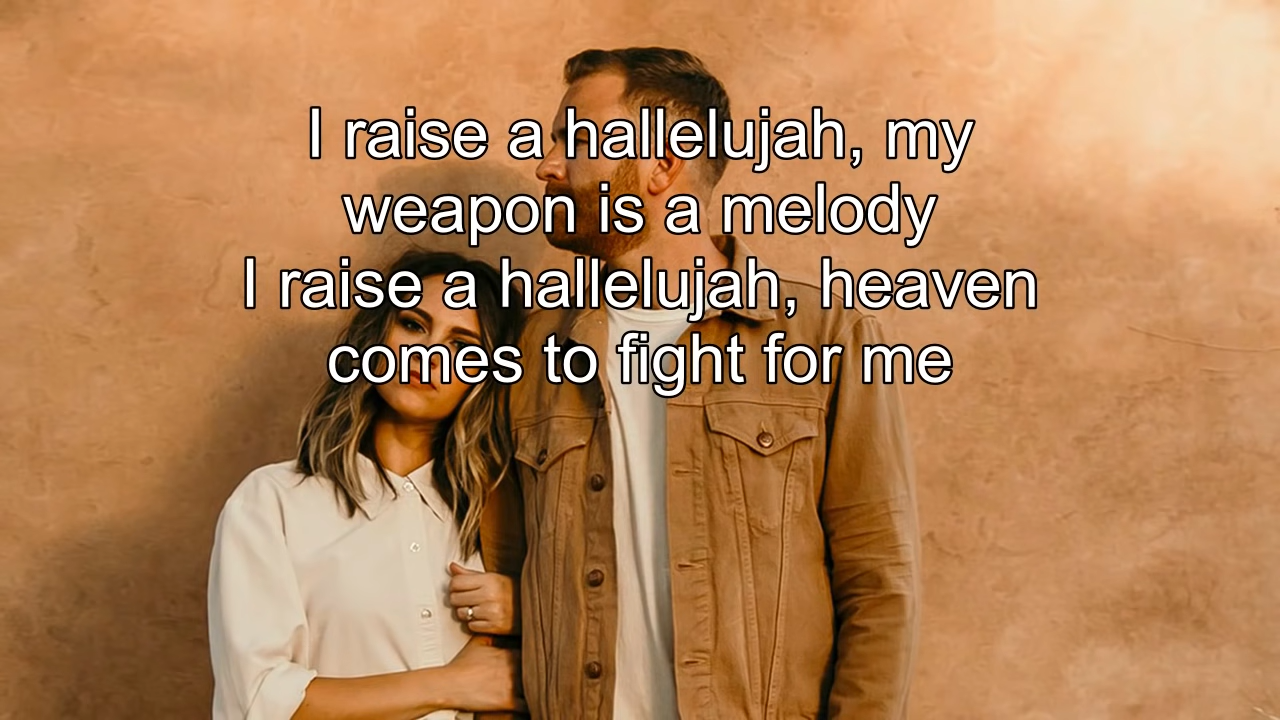 I raise a hallelujah, my
weapon is a melody
I raise a hallelujah, heaven
comes to fight for me